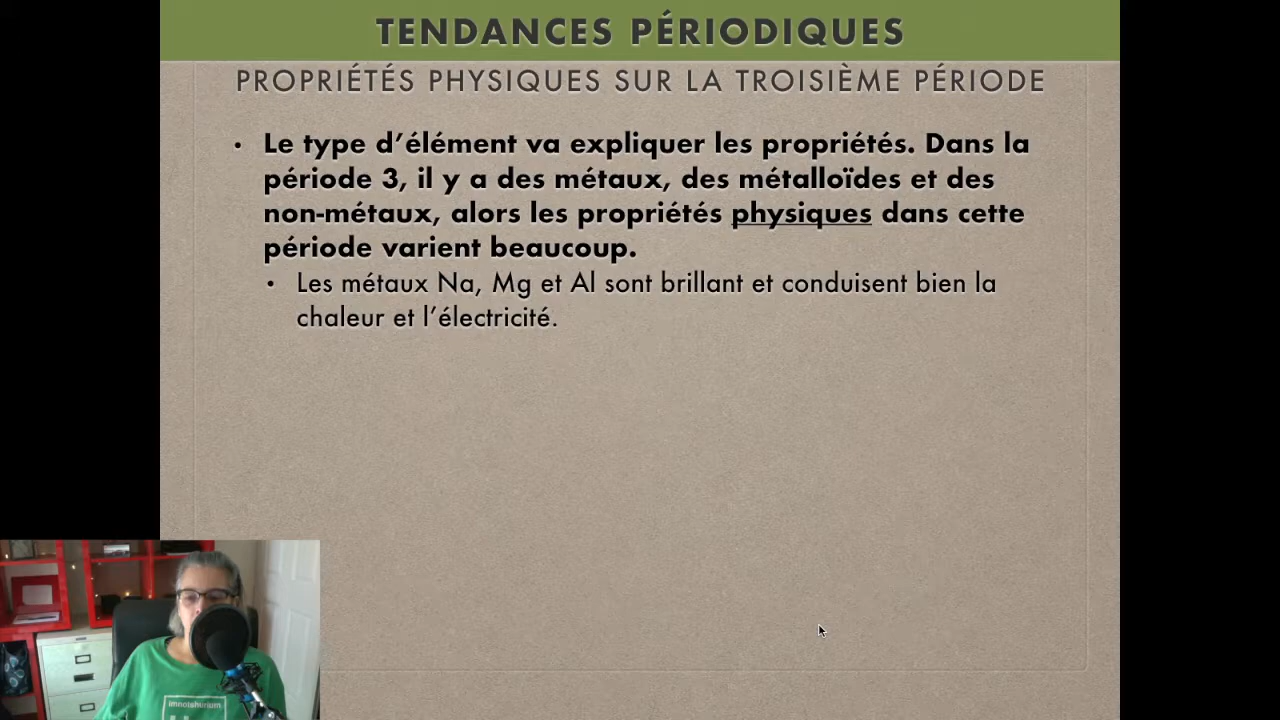 TENDANCES PÉRIODIQUES
PROPRIÉTÉS PHYSIQUES SUR LA TROISIÈME PÉRIODE
• Le type d’élément va expliquer les propriétés. Dans la
période 3, il y a des métaux, des métalloïdes et des
non-métaux, alors les propriétés physiques dans cette
période varient beaucoup.
• Les métaux Na, Mg et Al sont brillant et conduisent bien la
chaleur et l’électricité.